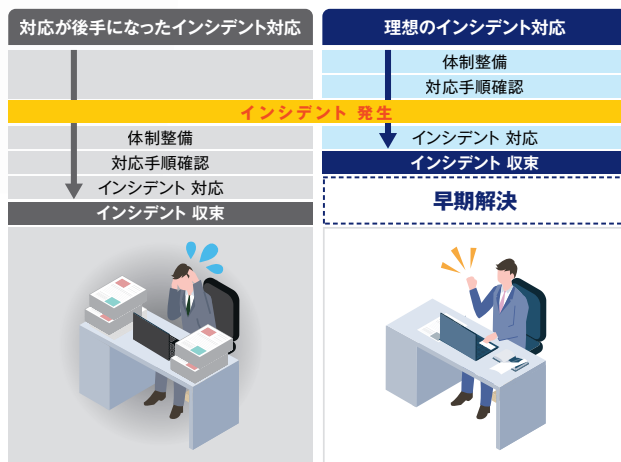 対応が後手になったインシデント対応
理想のインシデント対応
体制整備
対応手順確認
インシデント 発生
体制整備
対応手順確認
インシデント 対応
インシデント 収束
インシデント 対応
インシデント 収束
早期解決